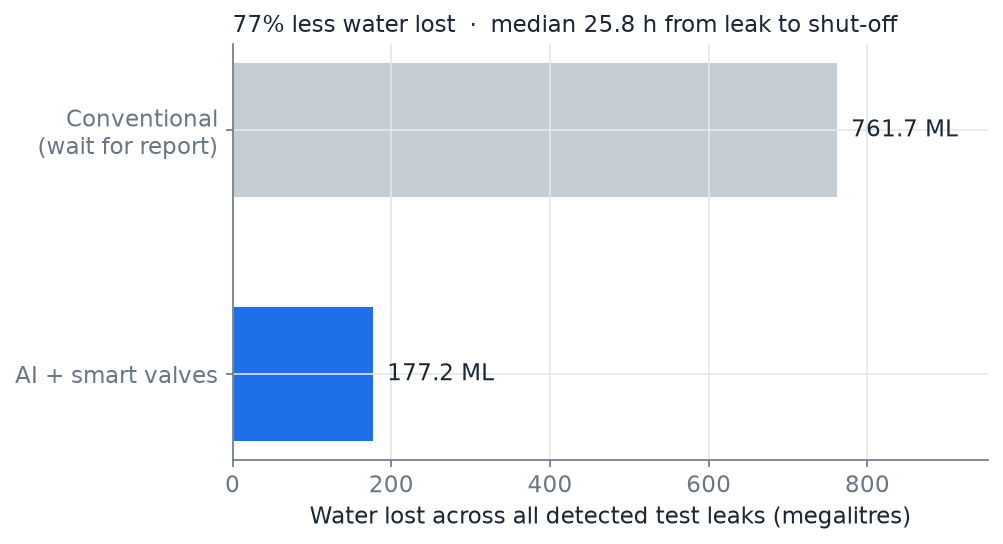 77% less water lost · median 25.8 h from leak to shut-off
Conventional
(wait for report)
761.7 ML
AI + smart valves
177.2 ML
0 200 400 600 800
Water lost across all detected test leaks (megalitres)